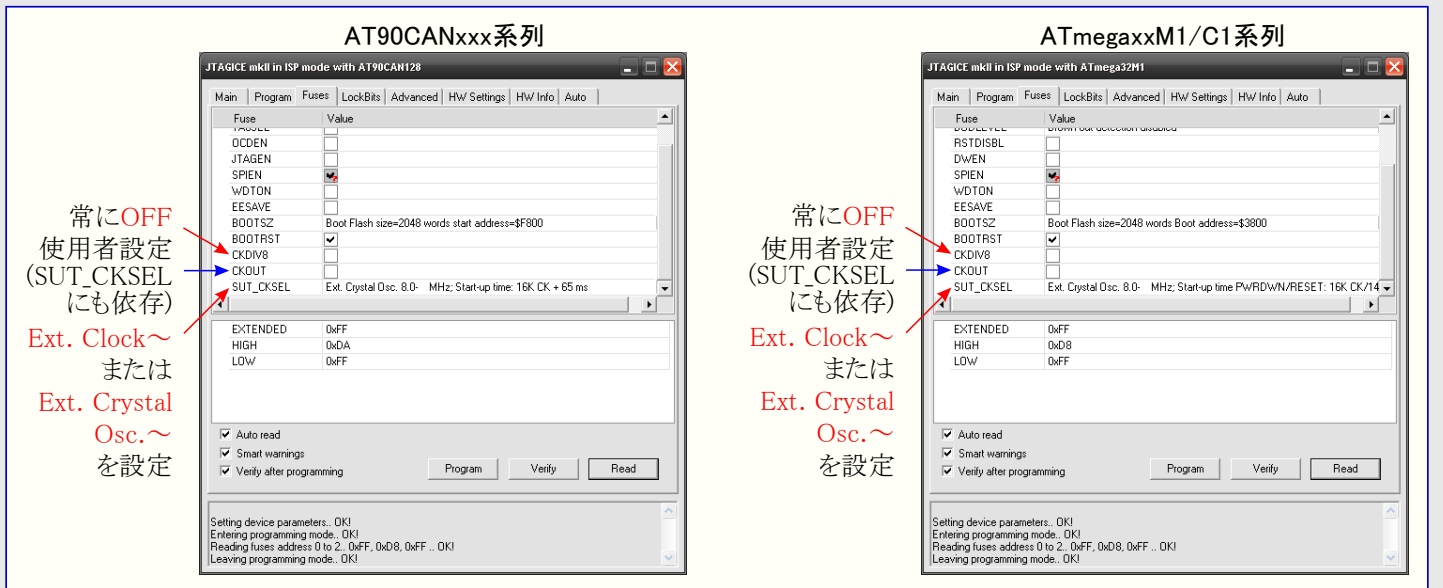 AT90CANxxx系列
JTAGICE mkII in ISP mode with AT90CAN128
Main Program Fuses LockBits Advanced HW Settings HW Info Auto
Fuse Value
OCDEN
JTAGEN
SPIEN
WDTON
EESAVE
BOOTSZ Boot Flash size=2048 words start address=$F800
BOOTRST
CKDIV8
CKOUT
SUT_CKSEL Ext. Crystal Osc. 8.0- MHz; Start-up time: 16K CK + 65 ms
EXTENDED 0xFF
HIGH 0xDA
LOW 0xFF
Auto read
Smart warnings
Verify after programming
Program Verify Read
Setting device parameters.. OK!
Entering programming mode.. OK!
Reading fuses address 0 to 2.. 0xFF, 0xD8, 0xFF .. OK!
Leaving programming mode.. OK!
常にOFF
使用者設定
(SUT_CKSEL
にも依存)
Ext. Clock～
または
Ext. Crystal
Osc.～
を設定
ATmegaxxM1/C1系列
JTAGICE mkII in ISP mode with ATmega32M1
Main Program Fuses LockBits Advanced HW Settings HW Info Auto
Fuse Value
BODLEVEL Brown-out detection disabled
RSTDISBL
DWEN
SPIEN
WDTON
EESAVE
BOOTSZ Boot Flash size=2048 words Boot address=$3800
BOOTRST
CKDIV8
CKOUT
SUT_CKSEL Ext. Crystal Osc. 8.0- MHz; Start-up time PWRDWN/RESET: 16K CK/14
EXTENDED 0xFF
HIGH 0xD8
LOW 0xFF
Auto read
Smart warnings
Verify after programming
Program Verify Read
Setting device parameters.. OK!
Entering programming mode.. OK!
Reading fuses address 0 to 2.. 0xFF, 0xD8, 0xFF .. OK!
Leaving programming mode.. OK!
常にOFF
使用者設定
(SUT_CKSEL
にも依存)
Ext. Clock～
または
Ext. Crystal
Osc.～
を設定